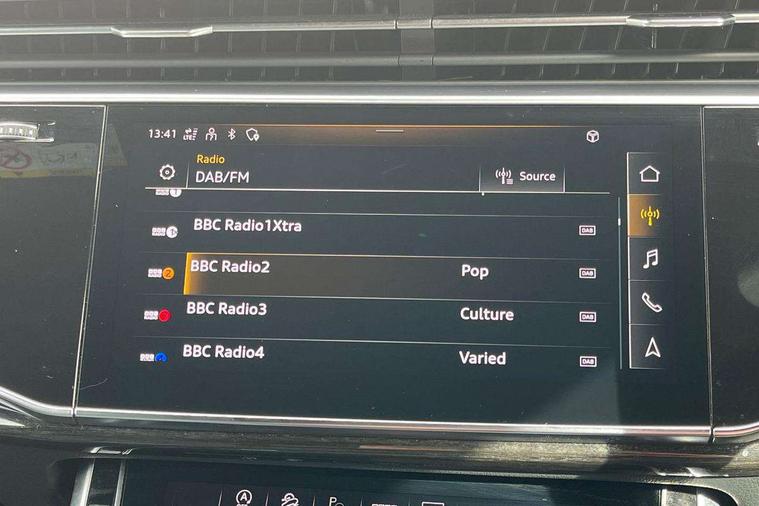 13:41 LTE
Radio
DAB/FM
Source
BBC Radio1Xtra DAB
BBC Radio2 Pop DAB
BBC Radio3 Culture DAB
BBC Radio4 Varied DAB
A
P